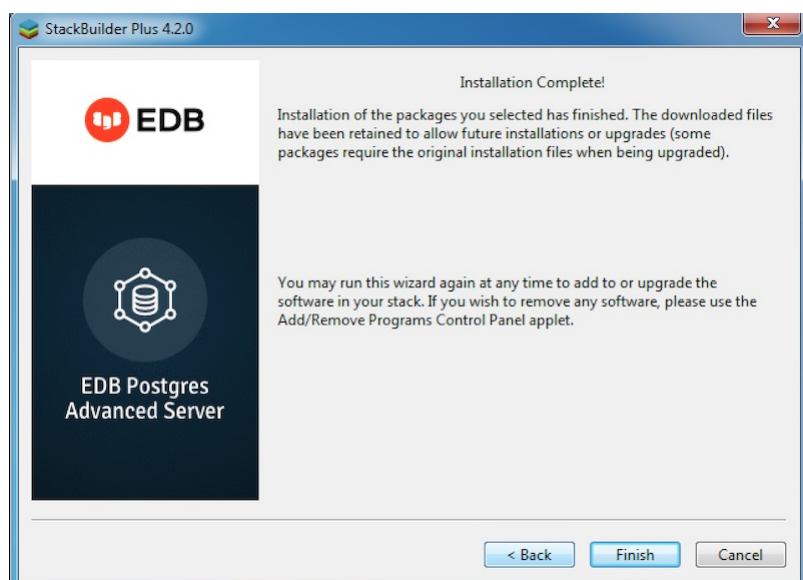 StackBuilder Plus 4.2.0
EDB
EDB Postgres
Advanced Server
Installation Complete!
Installation of the packages you selected has finished. The downloaded files
have been retained to allow future installations or upgrades (some
packages require the original installation files when being upgraded).
You may run this wizard again at any time to add to or upgrade the
software in your stack. If you wish to remove any software, please use the
Add/Remove Programs Control Panel applet.
< Back
Finish
Cancel